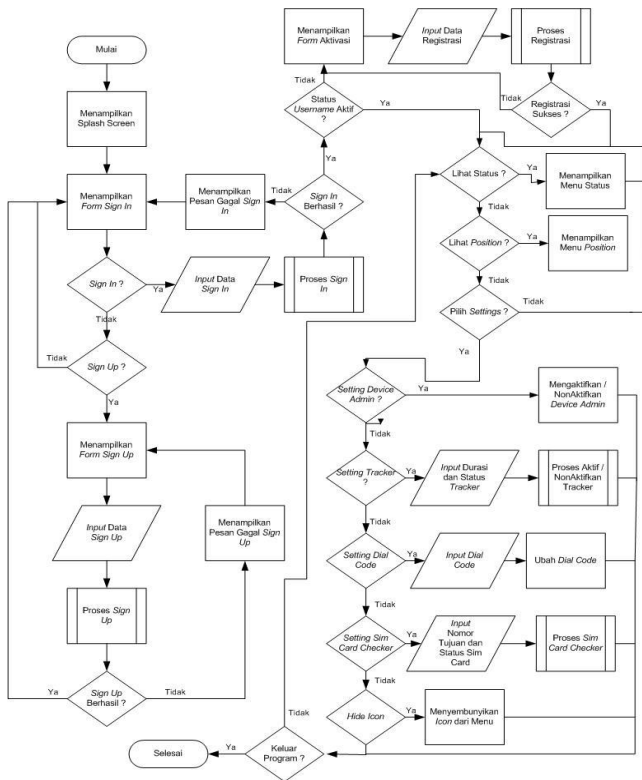 Mulai
Menampilkan
Splash Screen
Menampilkan
Form Sign In
Sign In ?
Ya
Tidak
Input Data
Sign In
Proses Sign
In
Sign In
Berhasil ?
Tidak
Ya
Menampilkan
Pesan Gagal Sign
In
Status
Username Aktif
?
Tidak
Ya
Menampilkan
Form Aktivasi
Input Data
Registrasi
Proses
Registrasi
Registrasi
Sukses ?
Tidak
Ya
Sign Up ?
Tidak
Ya
Menampilkan
Form Sign Up
Input Data
Sign Up
Proses Sign
Up
Sign Up
Berhasil ?
Ya
Tidak
Menampilkan
Pesan Gagal Sign
Up
Lihat Status ?
Ya
Menampilkan
Menu Status
Tidak
Lihat Position ?
Ya
Menampilkan
Menu Position
Tidak
Pilih Settings ?
Tidak
Ya
Setting Device
Admin ?
Ya
Mengaktifkan /
NonAktifkan
Device Admin
Tidak
Setting Tracker
?
Ya
Input Durasi
dan Status
Tracker
Proses Aktif /
NonAktifkan
Tracker
Tidak
Setting Dial
Code
Ya
Input Dial
Code
Ubah Dial Code
Tidak
Setting Sim
Card Checker
Ya
Input
Nomor
Tujuan dan
Status Sim
Card
Proses Sim
Card Checker
Tidak
Hide Icon
Ya
Menyembunyikan
Icon dari Menu
Tidak
Tidak
Keluar
Program ?
Ya
Selesai